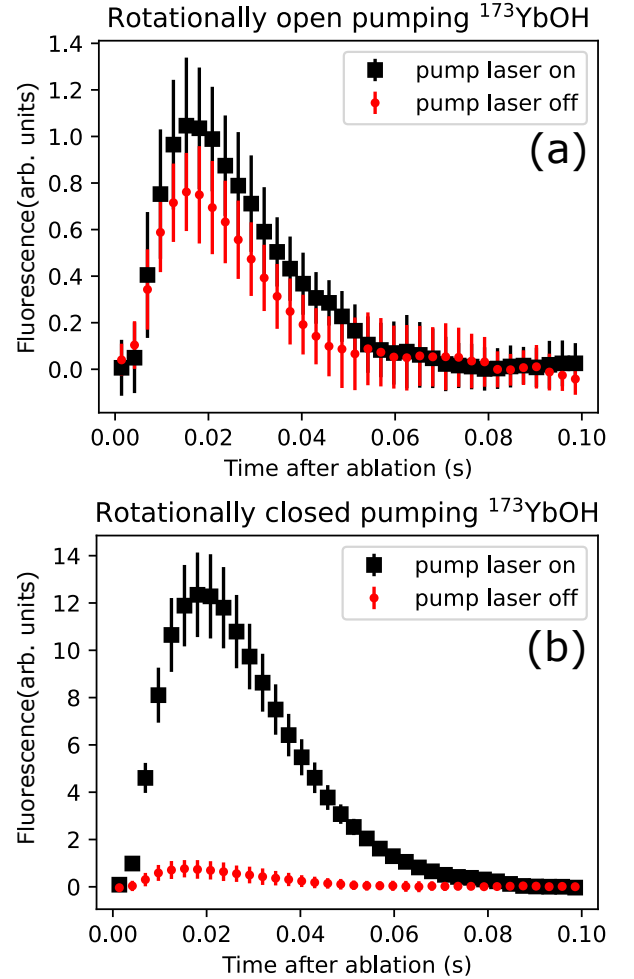 Rotationally open pumping ¹⁷³YbOH
1.4
1.2
1.0
0.8
0.6
0.4
0.2
0.0
Fluorescence(arb. units)
pump laser on
pump laser off
(a)
0.00 0.02 0.04 0.06 0.08 0.10
Time after ablation (s)
Rotationally closed pumping ¹⁷³YbOH
14
12
10
8
6
4
2
0
Fluorescence(arb. units)
pump laser on
pump laser off
(b)
0.00 0.02 0.04 0.06 0.08 0.10
Time after ablation (s)